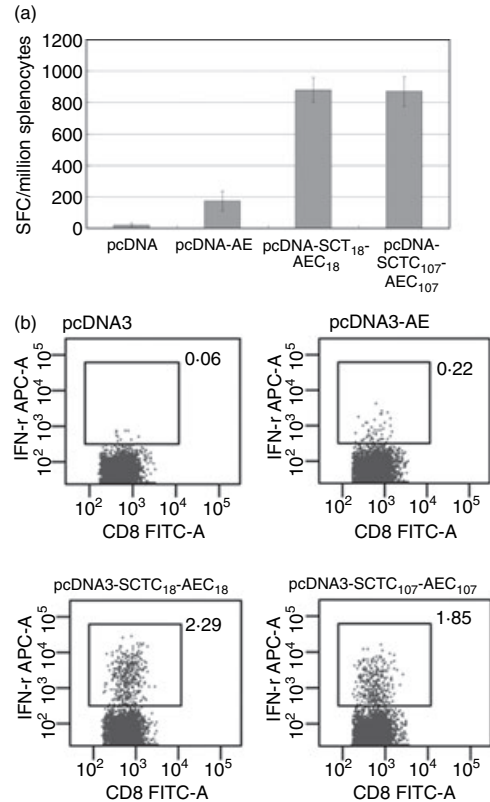 (a)
SFC/million splenocytes
1200
1000
800
600
400
200
0
pcDNA
pcDNA-AE
pcDNA-SCT18-
AEC18
pcDNA-
SCTC107-
AEC107
(b)
pcDNA3
0·06
IFN-r APC-A
10² 10³ 10⁴ 10⁵
10² 10³ 10⁴ 10⁵
CD8 FITC-A
pcDNA3-AE
0·22
IFN-r APC-A
10² 10³ 10⁴ 10⁵
10² 10³ 10⁴ 10⁵
CD8 FITC-A
pcDNA3-SCTC18-AEC18
2·29
IFN-r APC-A
10² 10³ 10⁴ 10⁵
10² 10³ 10⁴ 10⁵
CD8 FITC-A
pcDNA3-SCTC107-AEC107
1·85
IFN-r APC-A
10² 10³ 10⁴ 10⁵
10² 10³ 10⁴ 10⁵
CD8 FITC-A